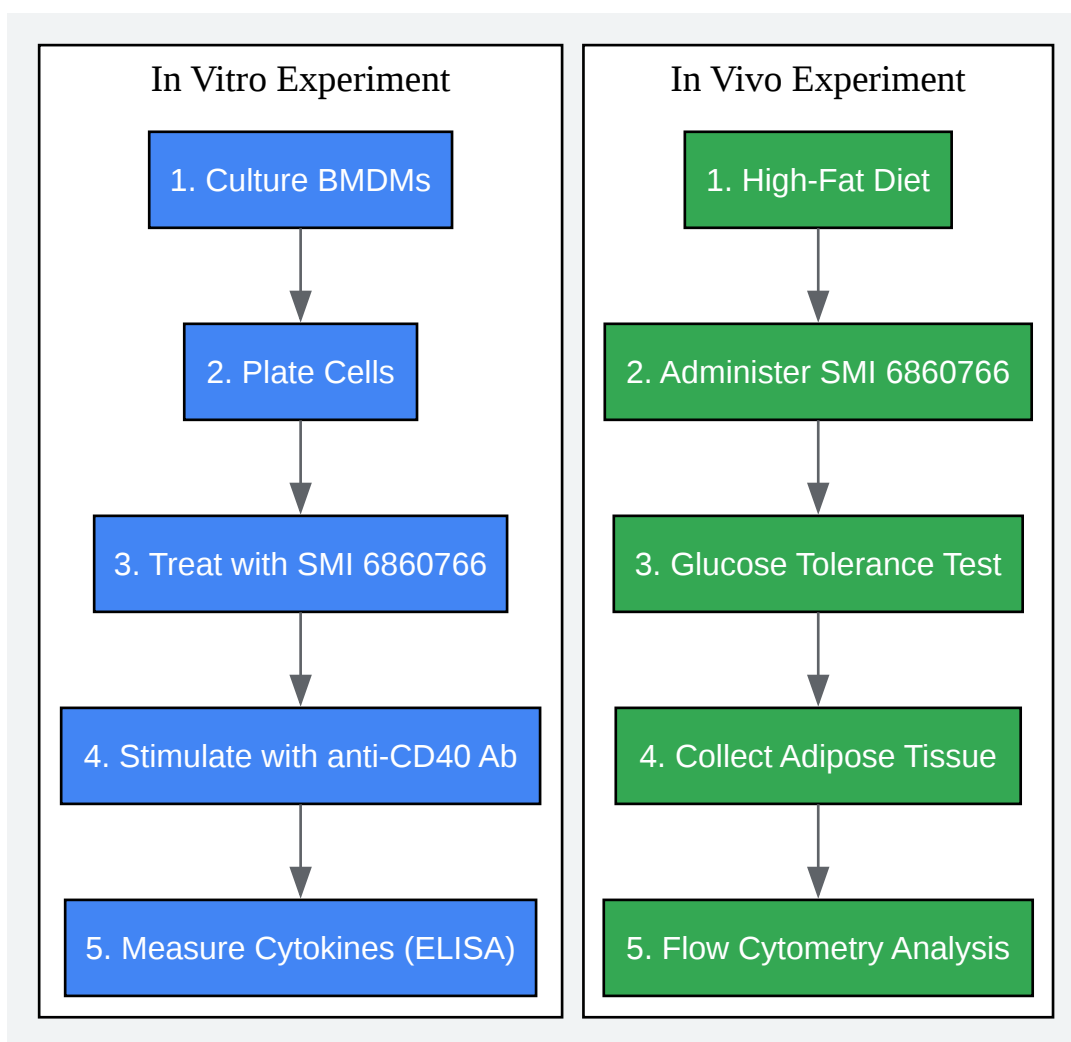 In Vitro Experiment
1. Culture BMDMs
2. Plate Cells
3. Treat with SMI 6860766
4. Stimulate with anti-CD40 Ab
5. Measure Cytokines (ELISA)
In Vivo Experiment
1. High-Fat Diet
2. Administer SMI 6860766
3. Glucose Tolerance Test
4. Collect Adipose Tissue
5. Flow Cytometry Analysis